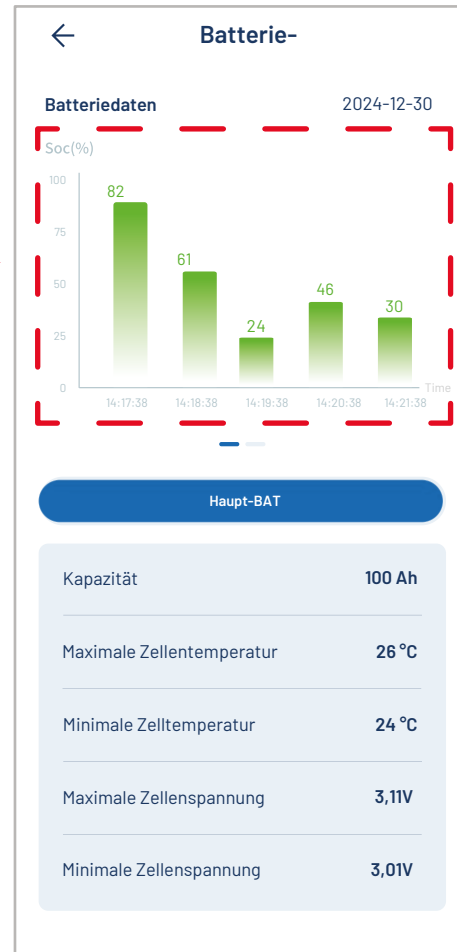 Batterie-
Batteriedaten 2024-12-30
Soc(%)
100
82
75
61
50
46
30
24
25
0
Time
14:17:38 14:18:38 14:19:38 14:20:38 14:21:38
Haupt-BAT
Kapazität 100 Ah
Maximale Zellentemperatur 26 °C
Minimale Zelltemperatur 24 °C
Maximale Zellenspannung 3,11V
Minimale Zellenspannung 3,01V